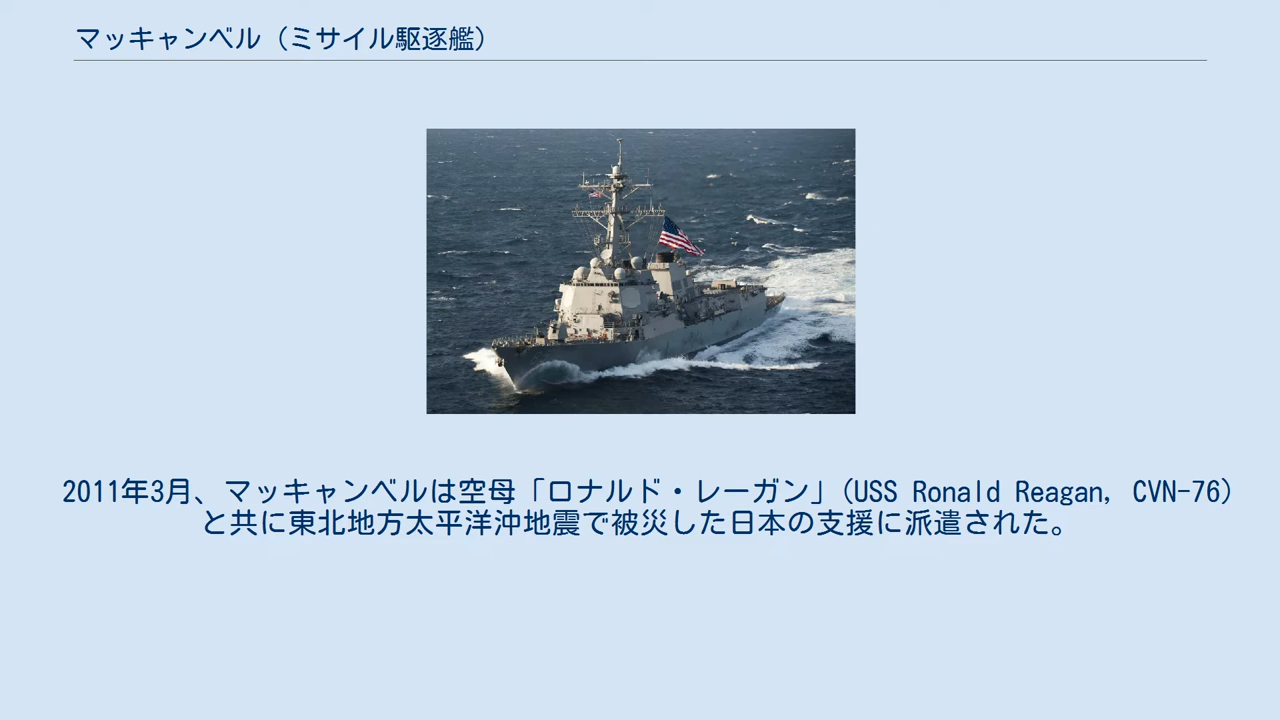 マッキャンベル（ミサイル駆逐艦）
2011年3月、マッキャンベルは空母「ロナルド・レーガン」(USS Ronald Reagan, CVN-76)
と共に東北地方太平洋沖地震で被災した日本の支援に派遣された。